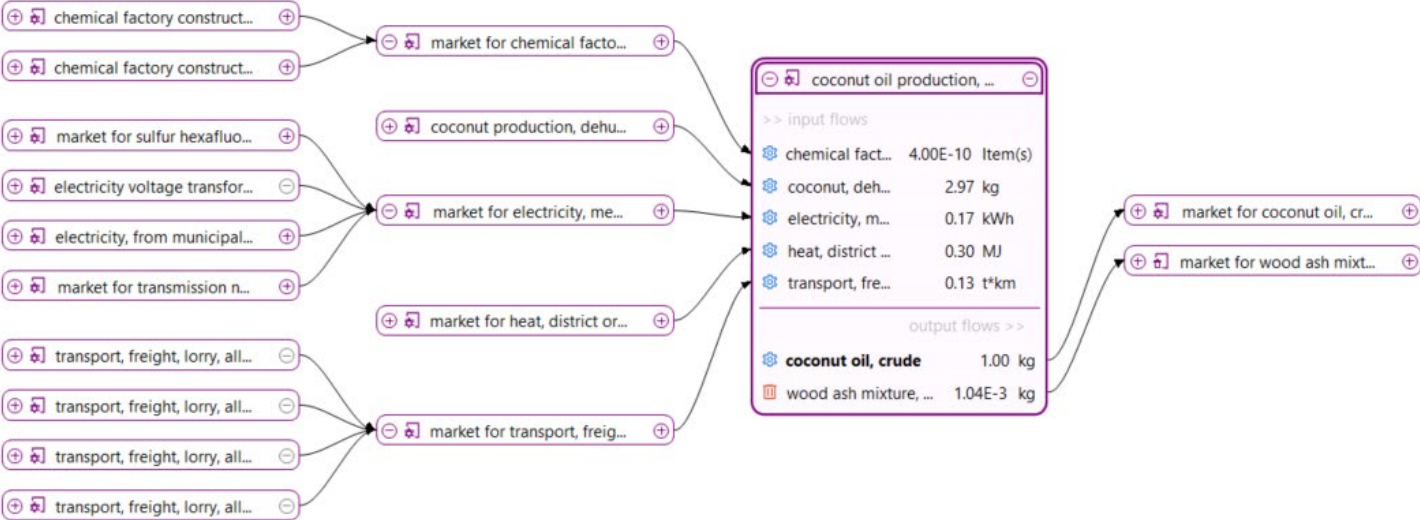 chemical factory construct...
chemical factory construct...
market for sulfur hexafluo...
electricity voltage transfor...
electricity, from municipal...
market for transmission n...
transport, freight, lorry, all...
transport, freight, lorry, all...
transport, freight, lorry, all...
transport, freight, lorry, all...
market for chemical facto...
coconut production, dehu...
market for electricity, me...
market for heat, district or...
market for transport, freig...
coconut oil production, ...
>> input flows
chemical fact... 4.00E-10 Item(s)
coconut, deh... 2.97 kg
electricity, m... 0.17 kWh
heat, district ... 0.30 MJ
transport, fre... 0.13 t*km
output flows >>
coconut oil, crude 1.00 kg
wood ash mixture, ... 1.04E-3 kg
market for coconut oil, cr...
market for wood ash mixt...